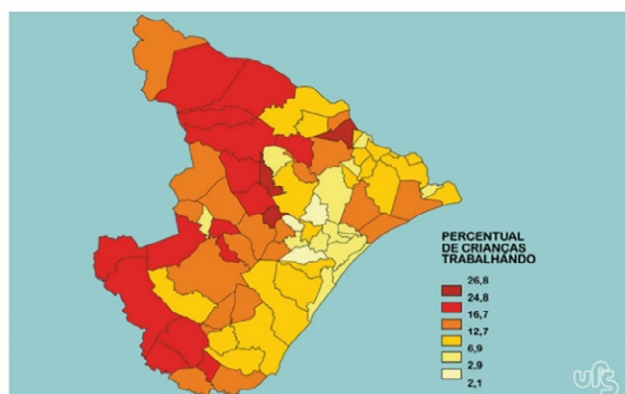 PERCENTUAL
DE CRIANÇAS
TRABALHANDO
26,8
24,8
16,7
12,7
6,9
2,9
2,1
ufs